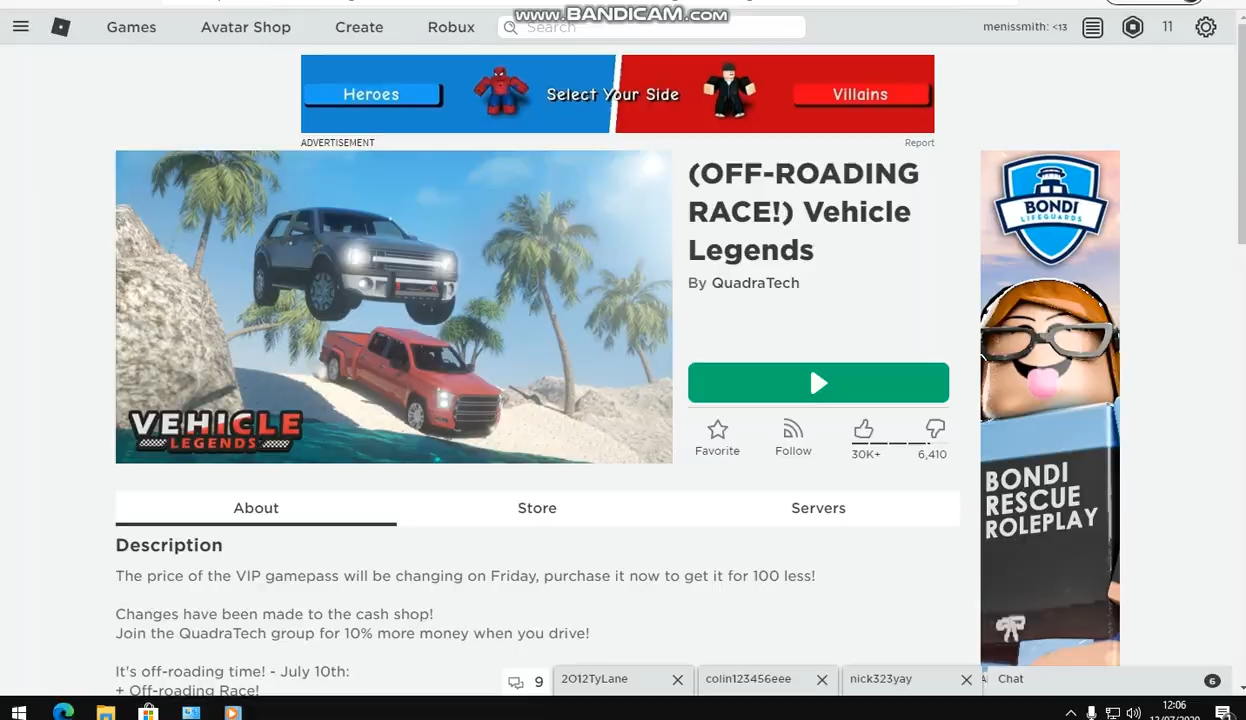 www.BANDICAM.com
Games
Avatar Shop
Create
Robux
Search
menissmith: <13
11
Heroes
Select Your Side
Villains
ADVERTISEMENT
Report
(OFF-ROADING
RACE!) Vehicle
Legends
By QuadraTech
VEHICLE
LEGENDS
BONDI
LIFEGUARDS
Favorite
Follow
30K+
6,410
BONDI
RESCUE
ROLEPLAY
About
Store
Servers
Description
The price of the VIP gamepass will be changing on Friday, purchase it now to get it for 100 less!
Changes have been made to the cash shop!
Join the QuadraTech group for 10% more money when you drive!
It's off-roading time! - July 10th:
+ Off-roading Race!
9
2012TyLane
colin123456eee
nick323yay
Chat
6
12:06
12/07/2020